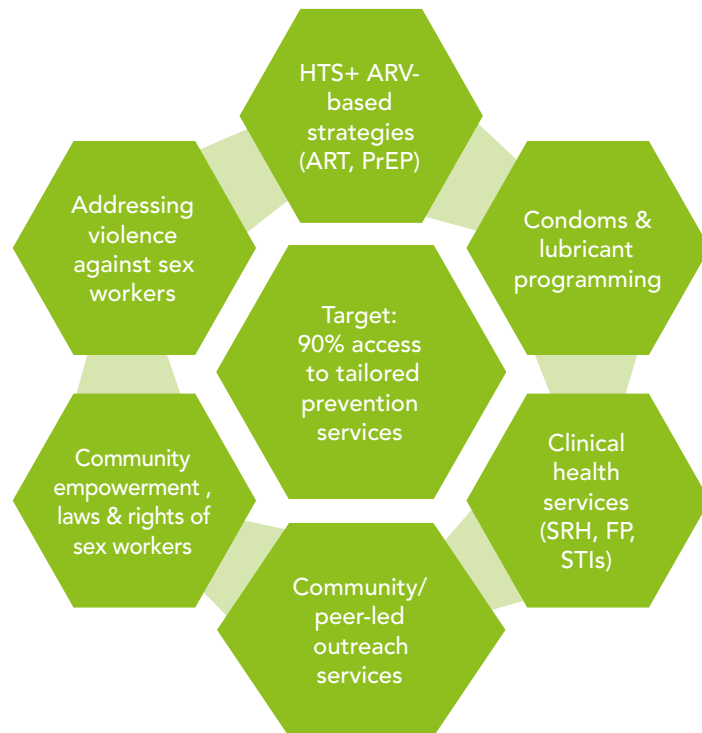 HTS+ ARV-
based
strategies
(ART, PrEP)
Addressing
violence
against sex
workers
Condoms &
lubricant
programming
Target:
90% access
to tailored
prevention
services
Community
empowerment ,
laws & rights of
sex workers
Clinical
health
services
(SRH, FP,
STIs)
Community/
peer-led
outreach
services